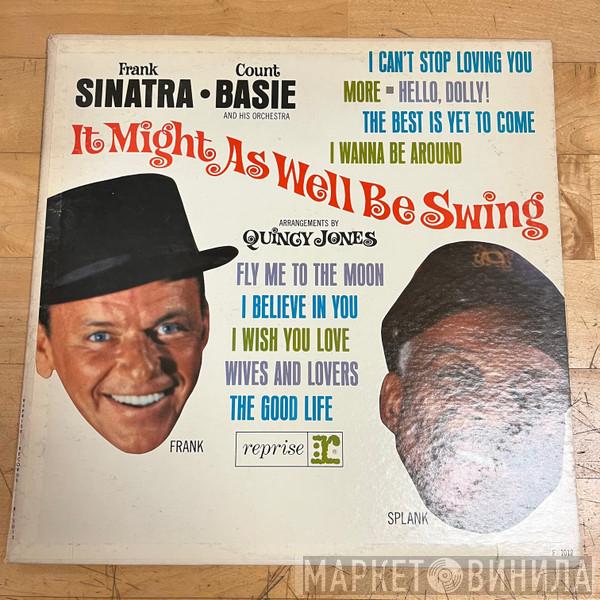 Frank Count
SINATRA • BASIE
AND HIS ORCHESTRA
I CAN'T STOP LOVING YOU
MORE = HELLO, DOLLY!
THE BEST IS YET TO COME
I WANNA BE AROUND
It Might As Well Be Swing
ARRANGEMENTS BY
QUINCY JONES
FLY ME TO THE MOON
I BELIEVE IN YOU
I WISH YOU LOVE
WIVES AND LOVERS
THE GOOD LIFE
reprise r
FRANK
SPLANK
F 1012
МАРКЕТ ВИНИЛА